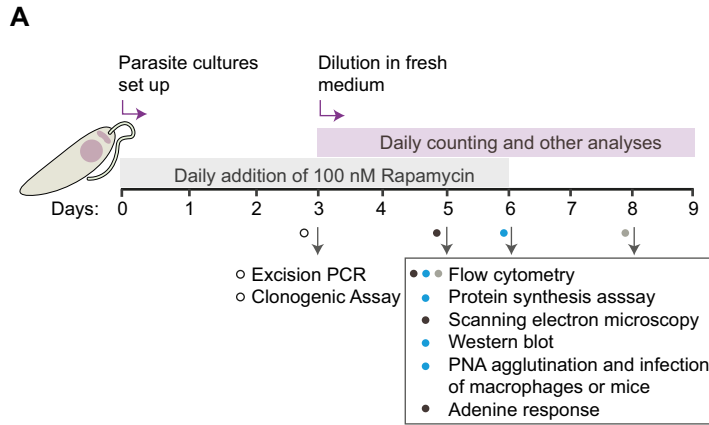 A
Parasite cultures
set up
Dilution in fresh
medium
Daily counting and other analyses
Daily addition of 100 nM Rapamycin
Days: 0 1 2 3 4 5 6 7 8 9
Excision PCR
Clonogenic Assay
Flow cytometry
Protein synthesis asssay
Scanning electron microscopy
Western blot
PNA agglutination and infection
of macrophages or mice
Adenine response